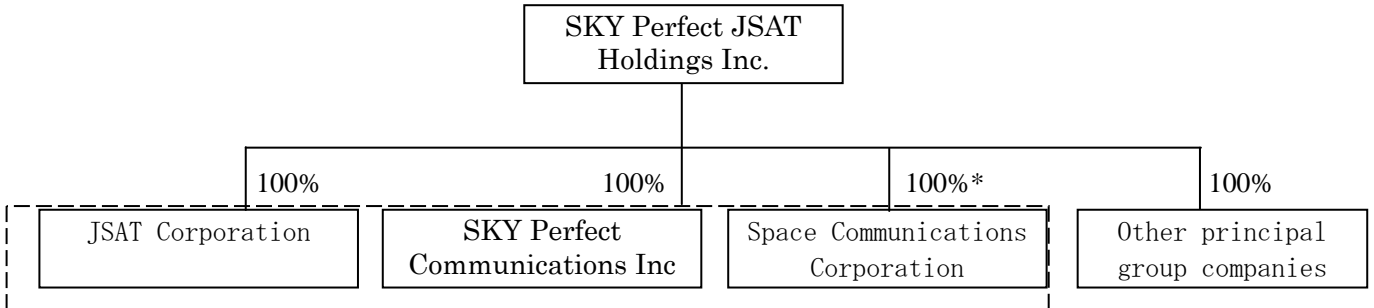 SKY Perfect JSAT
Holdings Inc.
100%
100%
100%*
100%
JSAT Corporation
SKY Perfect
Communications Inc
Space Communications
Corporation
Other principal
group companies